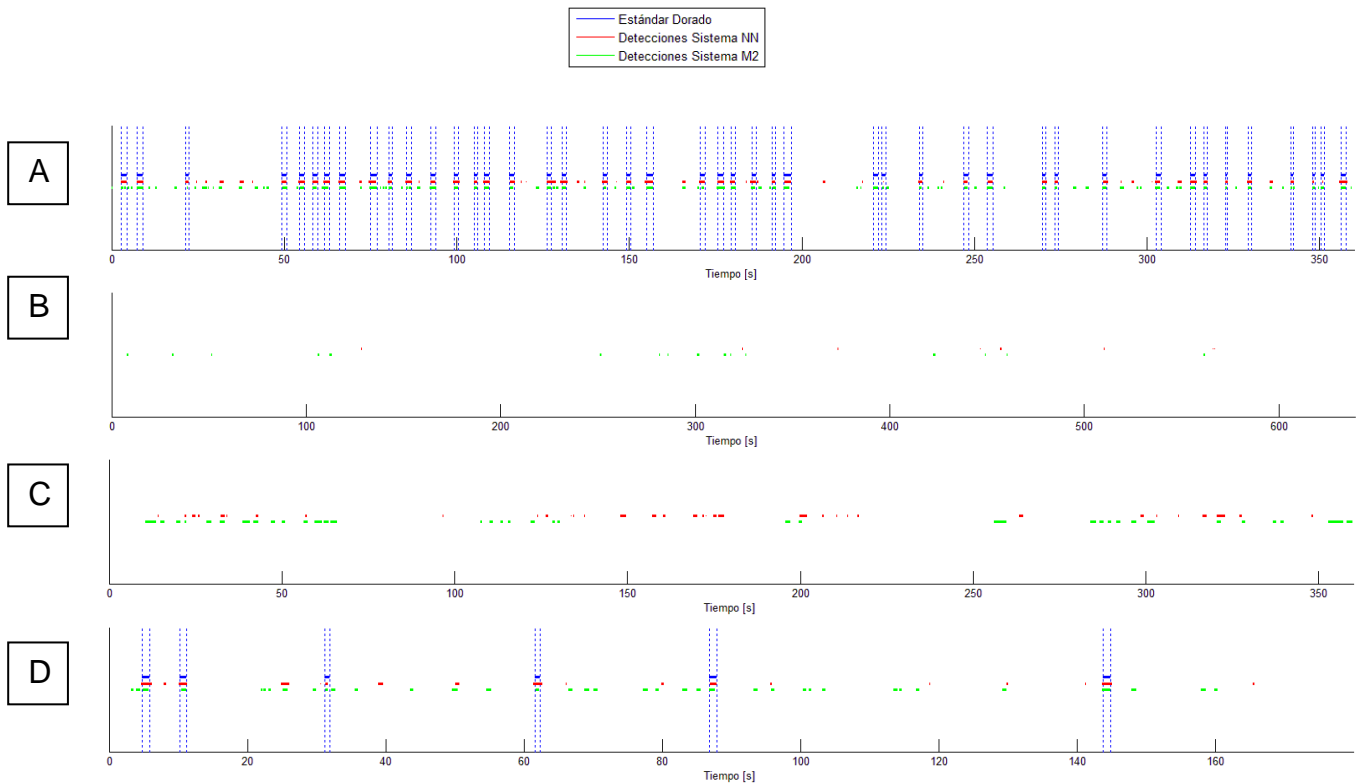 Estándar Dorado
Detecciones Sistema NN
Detecciones Sistema M2
A
0 50 100 150 200 250 300 350
Tiempo [s]
B
0 100 200 300 400 500 600
Tiempo [s]
C
0 50 100 150 200 250 300 350
Tiempo [s]
D
0 20 40 60 80 100 120 140 160
Tiempo [s]